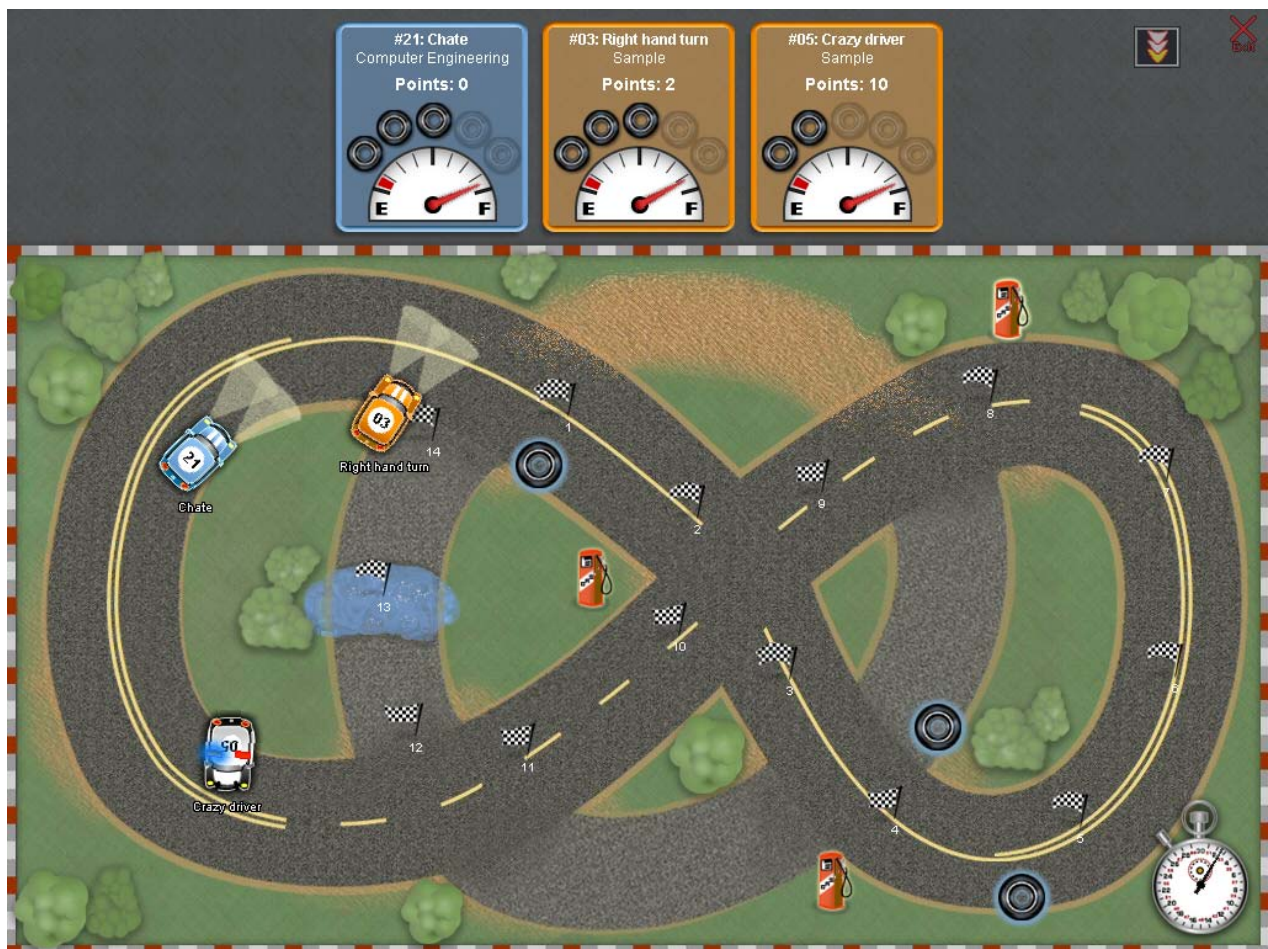 #21: Chate
Computer Engineering
Points: 0
E F
#03: Right hand turn
Sample
Points: 2
E F
#05: Crazy driver
Sample
Points: 10
E F
Exit
8
1
03
14
Right hand turn
21
Chate
7
9
2
13
10
3
6
12
11
05
Crazy driver
4
5